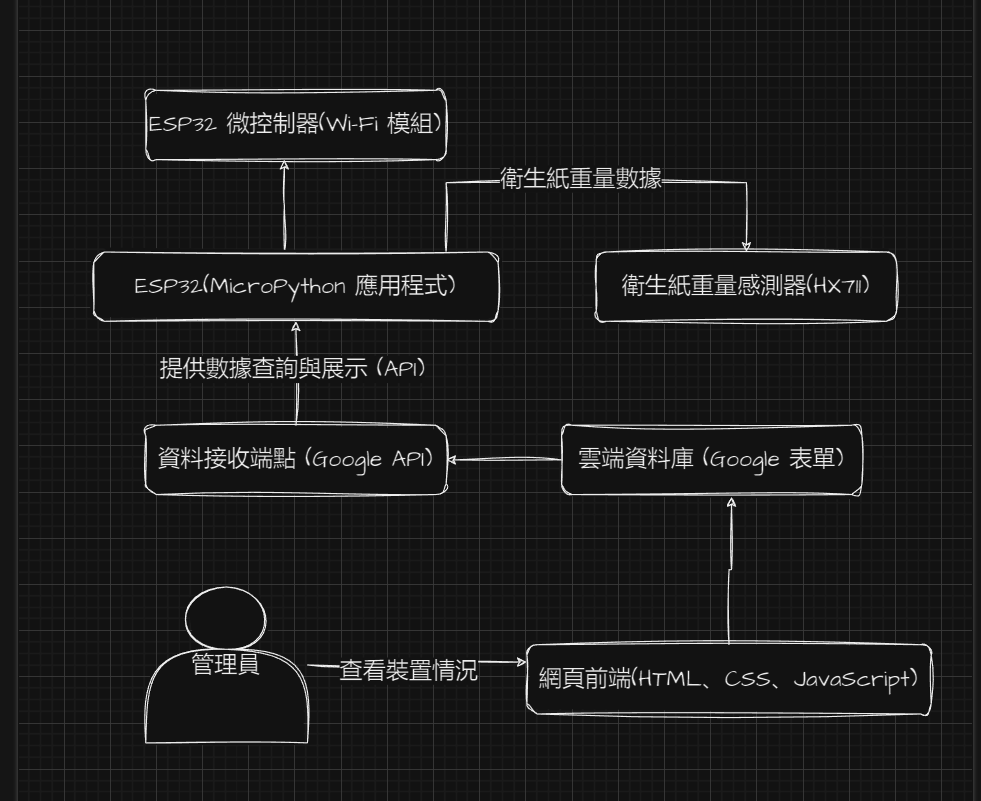 ESP32 微控制器(Wi-Fi 模組)
衛生紙重量數據
ESP32(MicroPython 應用程式)
衛生紙重量感測器(HX711)
提供數據查詢與展示 (API)
資料接收端點 (Google API)
雲端資料庫 (Google 表單)
管理員
查看裝置情況
網頁前端(HTML、CSS、JavaScript)